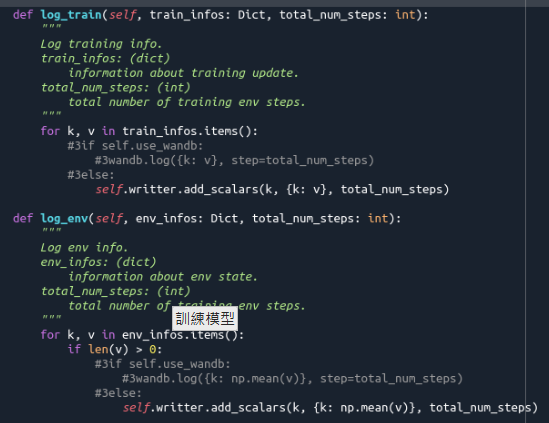 def log_train(self, train_infos: Dict, total_num_steps: int):
"""
Log training info.
train_infos: (dict)
information about training update.
total_num_steps: (int)
total number of training env steps.
"""
for k, v in train_infos.items():
#3if self.use_wandb:
#3wandb.log({k: v}, step=total_num_steps)
#3else:
self.writter.add_scalars(k, {k: v}, total_num_steps)
def log_env(self, env_infos: Dict, total_num_steps: int):
"""
Log env info.
env_infos: (dict)
information about env state.
total_num_steps: (int)
total number of training env steps.
訓練模型
"""
for k, v in env_infos.items():
if len(v) > 0:
#3if self.use_wandb:
#3wandb.log({k: np.mean(v)}, step=total_num_steps)
#3else:
self.writter.add_scalars(k, {k: np.mean(v)}, total_num_steps)